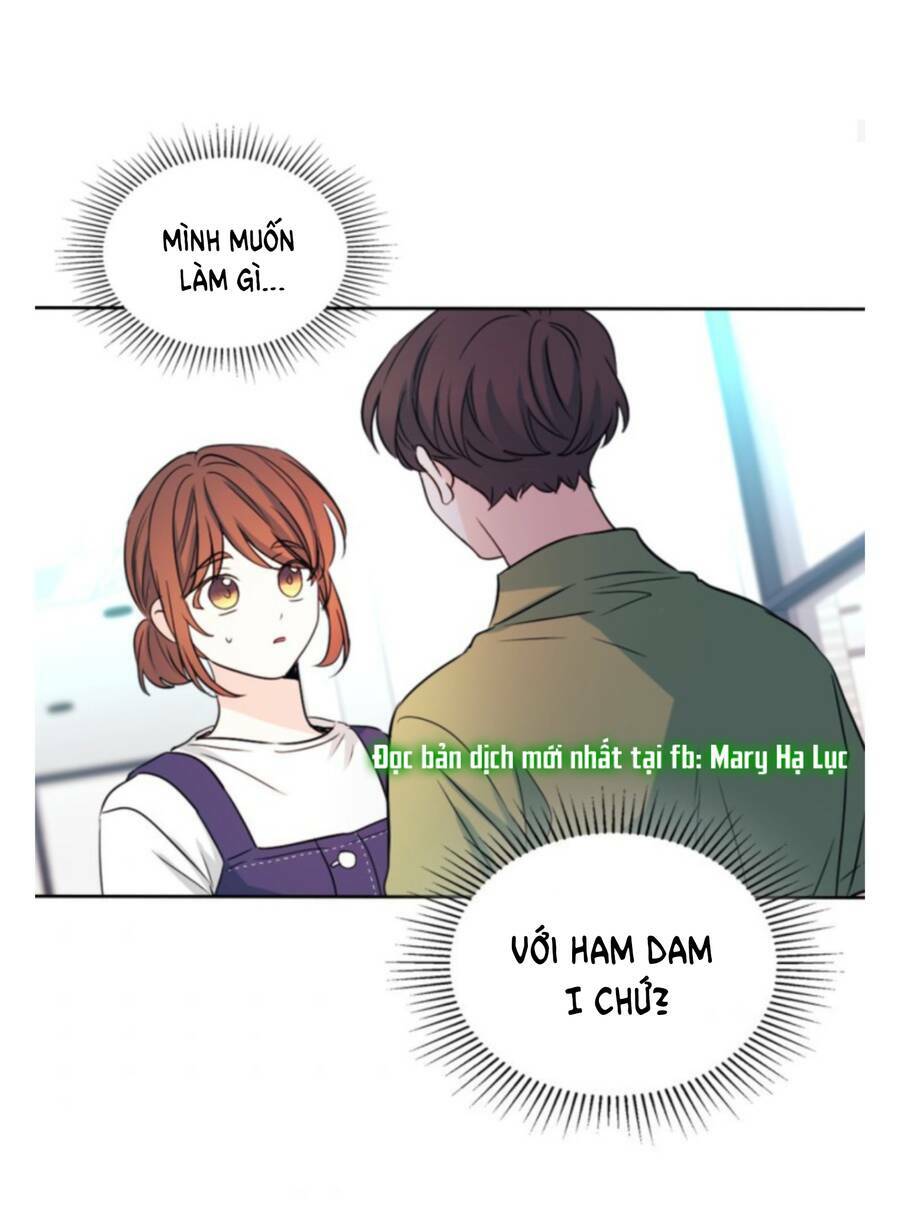 MÌNH MUỐN
LÀM GÌ...
Đọc bản dịch mới nhất tại fb: Mary Hạ Lục
VỚI HAM DAM
I CHỨ?